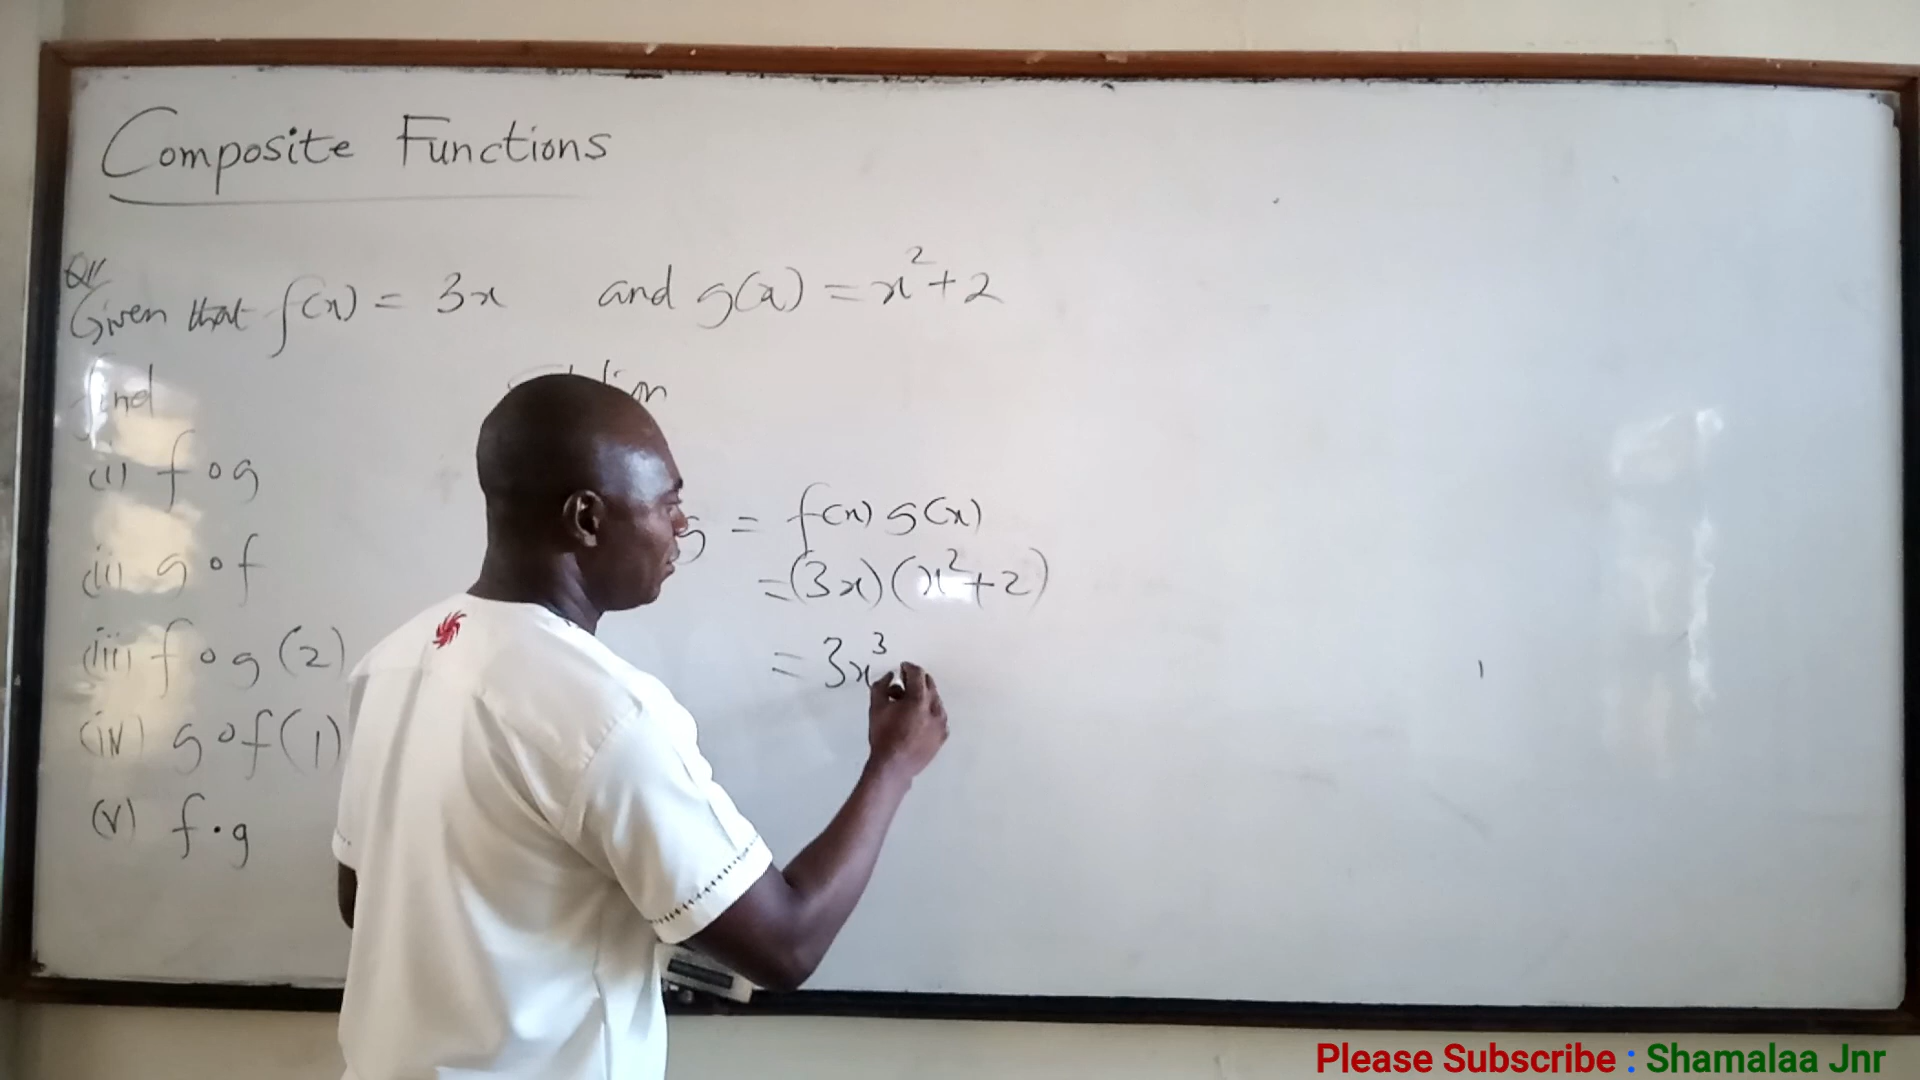 Composite Functions
Q//
Given that f(x) = 3x and g(x) = x²+2
find
(i) f o g
(ii) g o f
(iii) f o g (2)
(iv) g o f (1)
(v) f . g
g = f(x) g(x)
= (3x)(x²+2)
= 3x³
Please Subscribe : Shamalaa Jnr